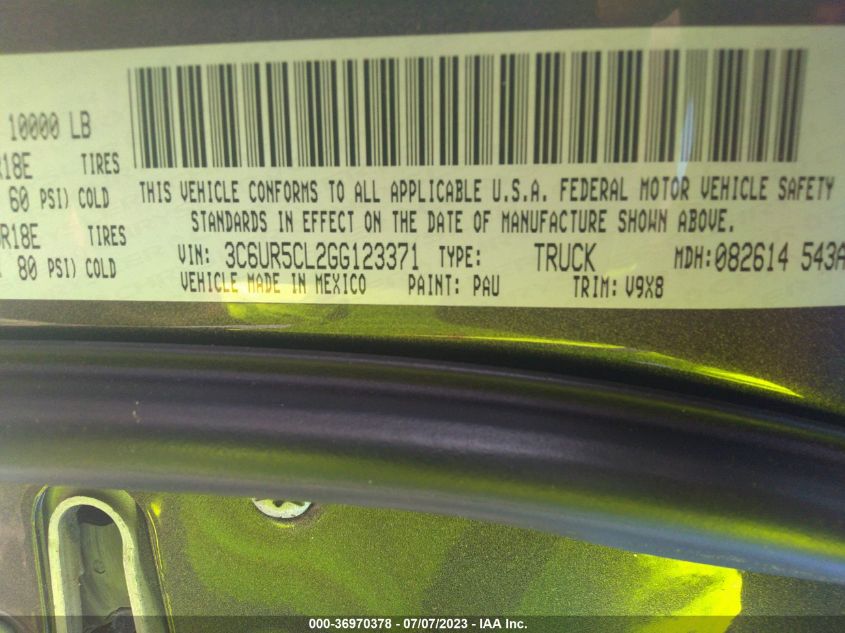 10000 LB
R18E TIRES
60 PSI) COLD
R18E TIRES
80 PSI) COLD
THIS VEHICLE CONFORMS TO ALL APPLICABLE U.S.A. FEDERAL MOTOR VEHICLE SAFETY
STANDARDS IN EFFECT ON THE DATE OF MANUFACTURE SHOWN ABOVE.
VIN: 3C6UR5CL2GG123371 TYPE: TRUCK MDH:082614 543A
VEHICLE MADE IN MEXICO PAINT: PAU TRIM: V9X8
000-36970378 - 07/07/2023 - IAA Inc.